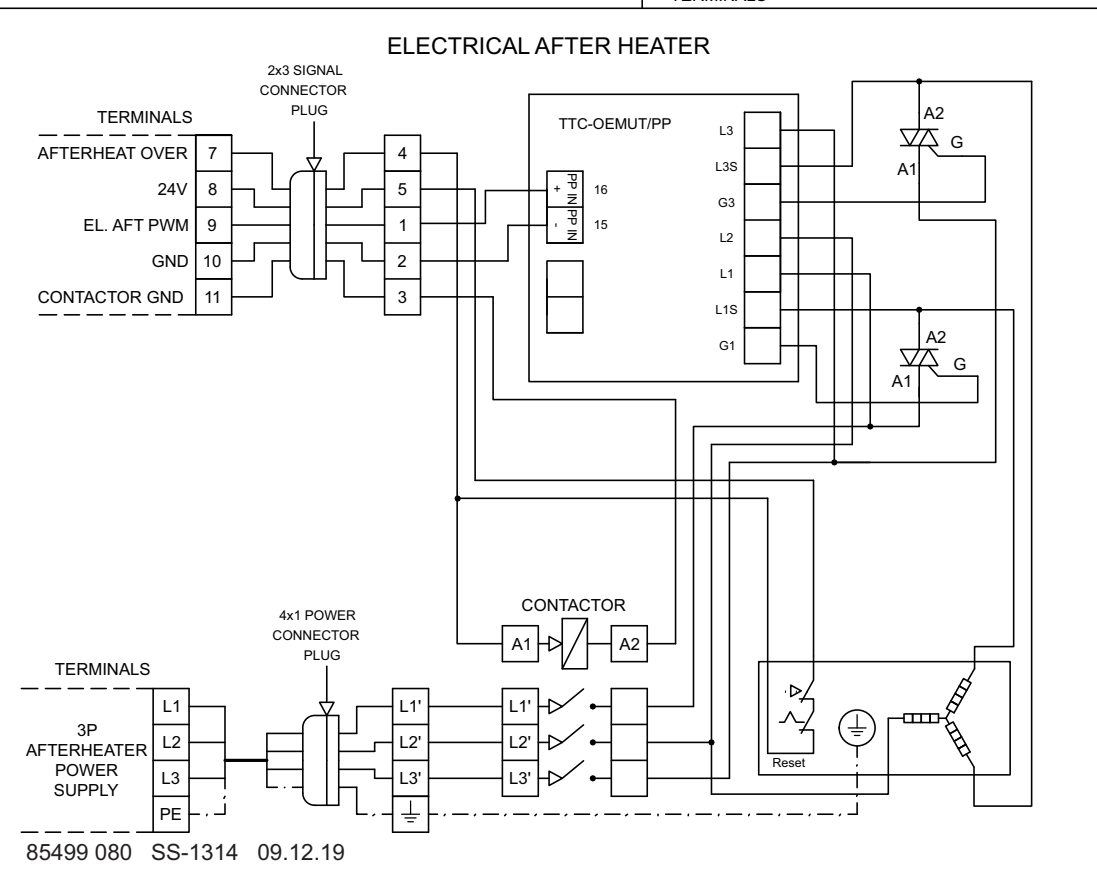 ELECTRICAL AFTER HEATER
2x3 SIGNAL
CONNECTOR
PLUG
TERMINALS
AFTERHEAT OVER 7
24V 8
EL. AFT PWM 9
GND 10
CONTACTOR GND 11
4
5
1
2
3
TTC-OEMUT/PP
+ PP IN 16
- PP IN 15
L3
L3S
G3
L2
L1
L1S
G1
A2
G
A1
A2
G
A1
CONTACTOR
A1
A2
4x1 POWER
CONNECTOR
PLUG
TERMINALS
3P
AFTERHEATER
POWER
SUPPLY
L1
L2
L3
PE
L1'
L2'
L3'
L1'
L2'
L3'
Reset
85499 080 SS-1314 09.12.19